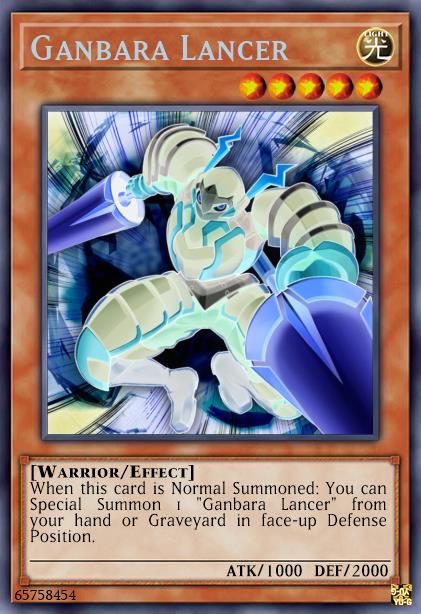 GANBARA LANCER
LIGHT
光
[WARRIOR/EFFECT]
When this card is Normal Summoned: You can
Special Summon 1 "Ganbara Lancer" from
your hand or Graveyard in face-up Defense
Position.
ATK/1000 DEF/2000
65758454